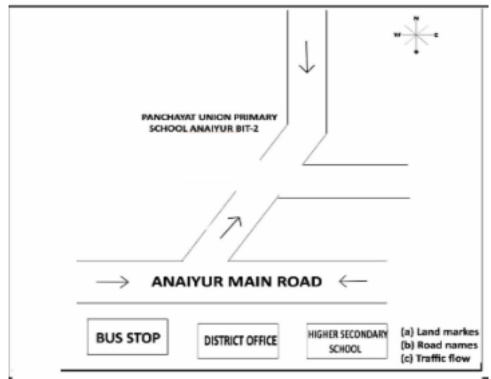 N
W E
PANCHAYAT UNION PRIMARY
SCHOOL ANAIYUR BIT-2
ANAIYUR MAIN ROAD
BUS STOP
DISTRICT OFFICE
HIGHER SECONDARY
SCHOOL
(a) Land markes
(b) Road names
(c) Traffic flow